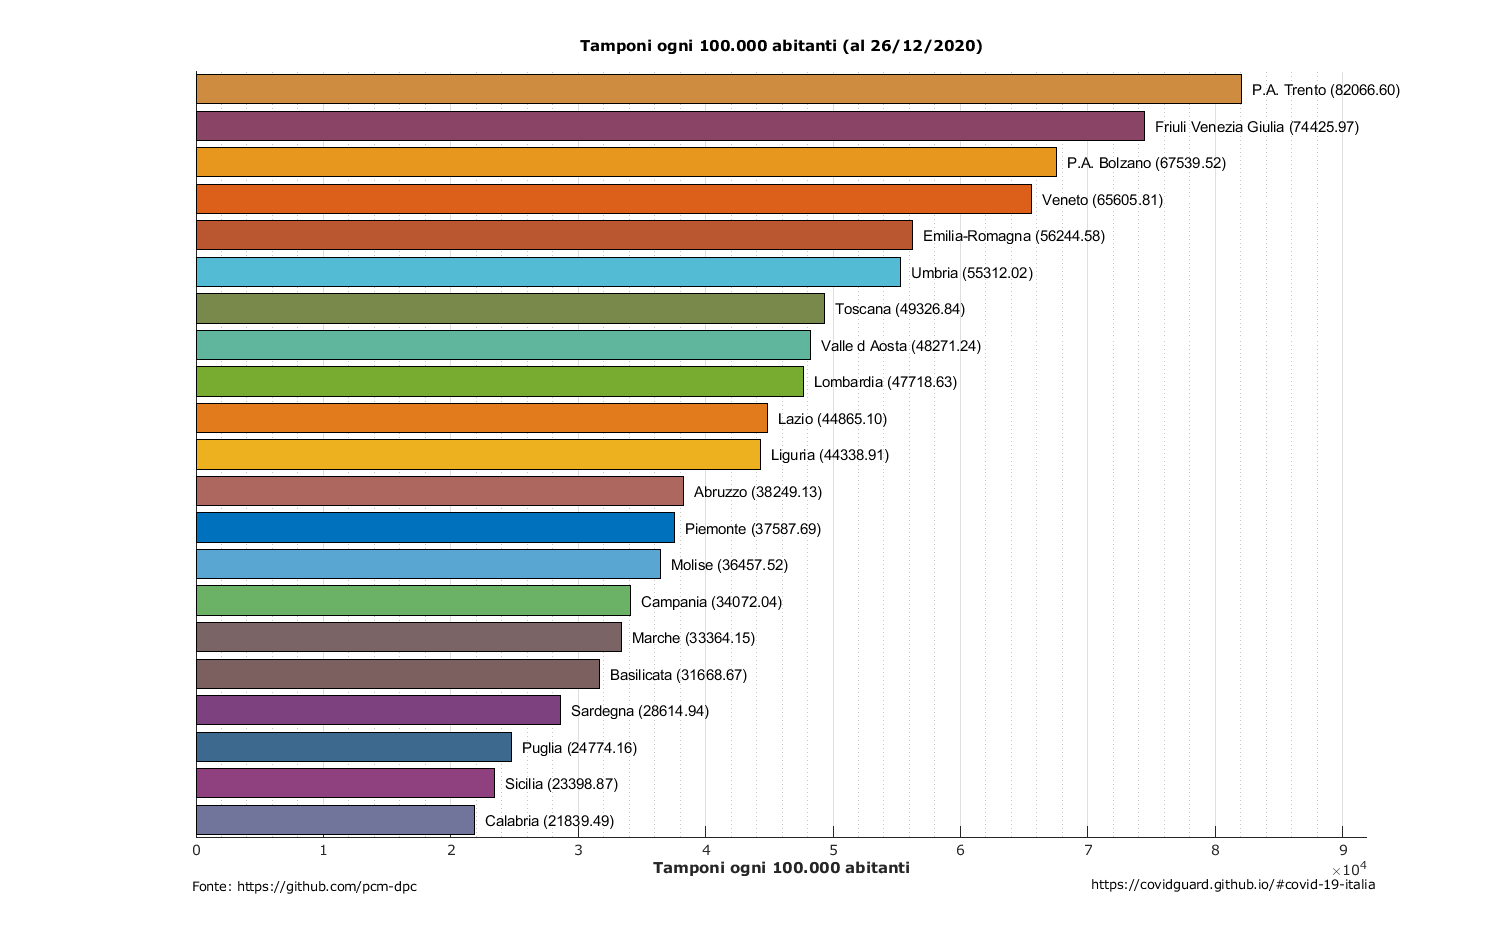 Tamponi ogni 100.000 abitanti (al 26/12/2020)
P.A. Trento (82066.60)
Friuli Venezia Giulia (74425.97)
P.A. Bolzano (67539.52)
Veneto (65605.81)
Emilia-Romagna (56244.58)
Umbria (55312.02)
Toscana (49326.84)
Valle d Aosta (48271.24)
Lombardia (47718.63)
Lazio (44865.10)
Liguria (44338.91)
Abruzzo (38249.13)
Piemonte (37587.69)
Molise (36457.52)
Campania (34072.04)
Marche (33364.15)
Basilicata (31668.67)
Sardegna (28614.94)
Puglia (24774.16)
Sicilia (23398.87)
Calabria (21839.49)
0 1 2 3 4 5 6 7 8 9
×10⁴
Tamponi ogni 100.000 abitanti
Fonte: https://github.com/pcm-dpc
https://covidguard.github.io/#covid-19-italia